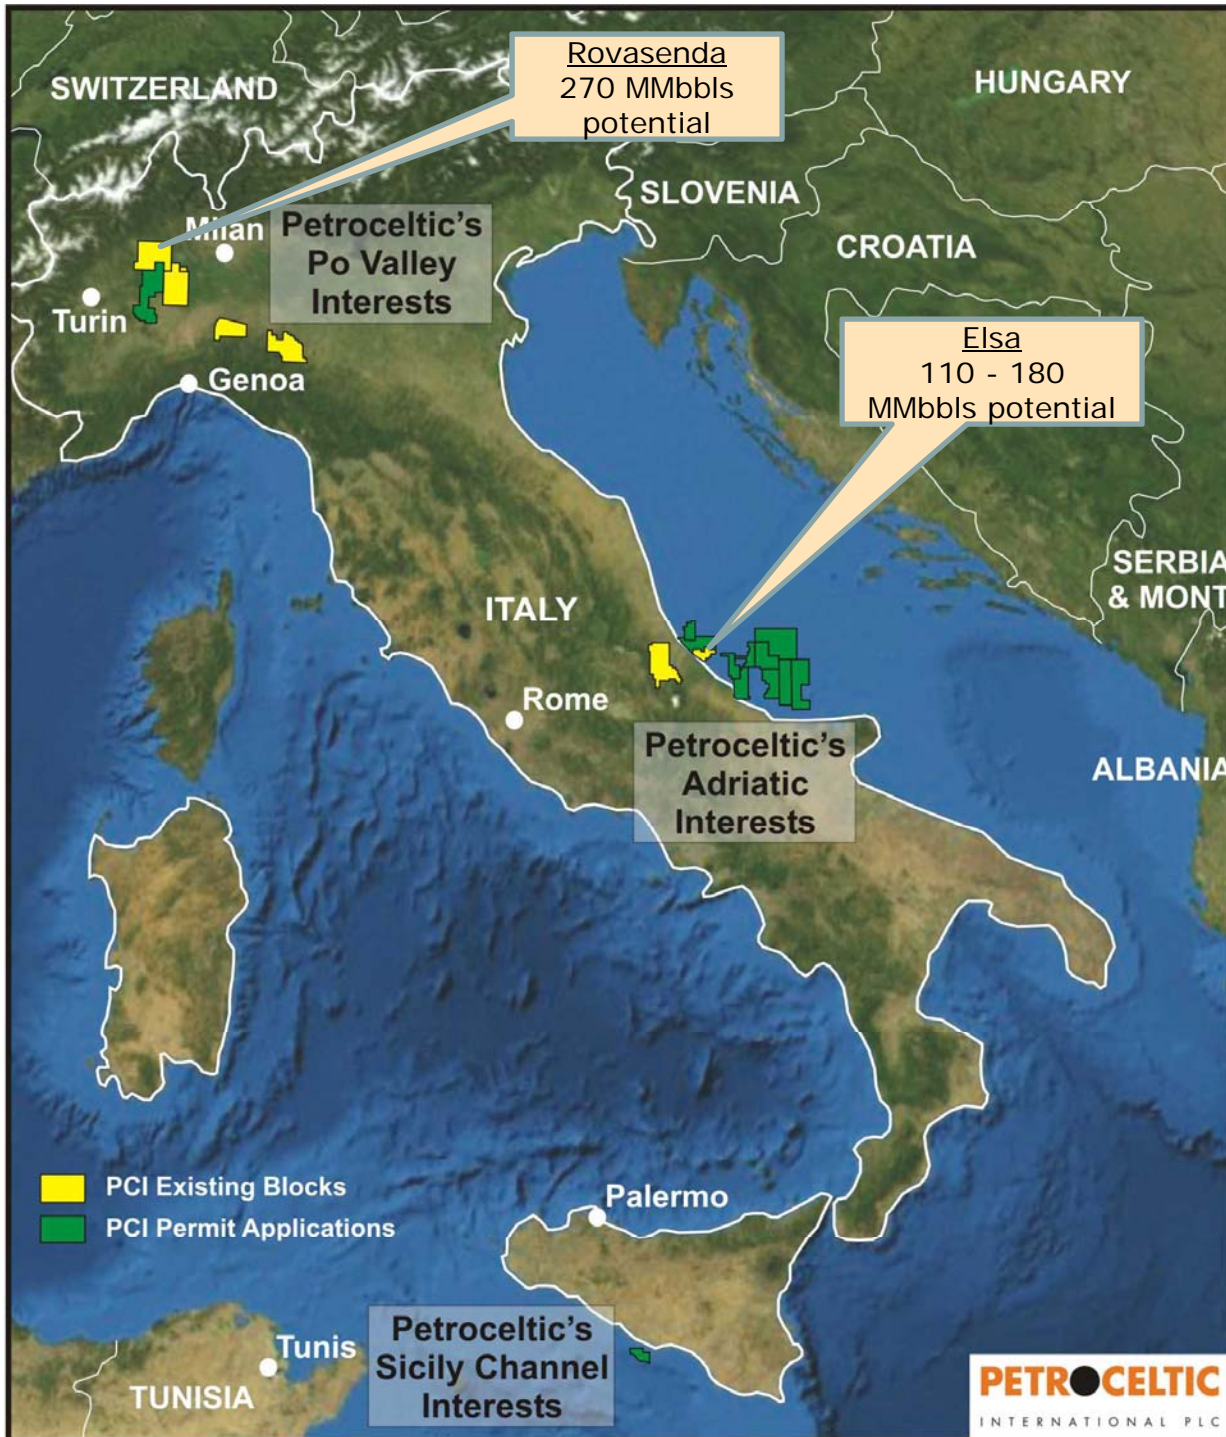 Rovasenda
270 MMbbls
potential
SWITZERLAND
HUNGARY
SLOVENIA
CROATIA
Milan
Petroceltic's
Po Valley
Interests
Turin
Genoa
Elsa
110 - 180
MMbbls potential
SERBIA
& MONT
ITALY
Rome
Petroceltic's
Adriatic
Interests
ALBANIA
PCI Existing Blocks
PCI Permit Applications
Palermo
Tunis
TUNISIA
Petroceltic's
Sicily Channel
Interests
PETROCELTIC
INTERNATIONAL PLC